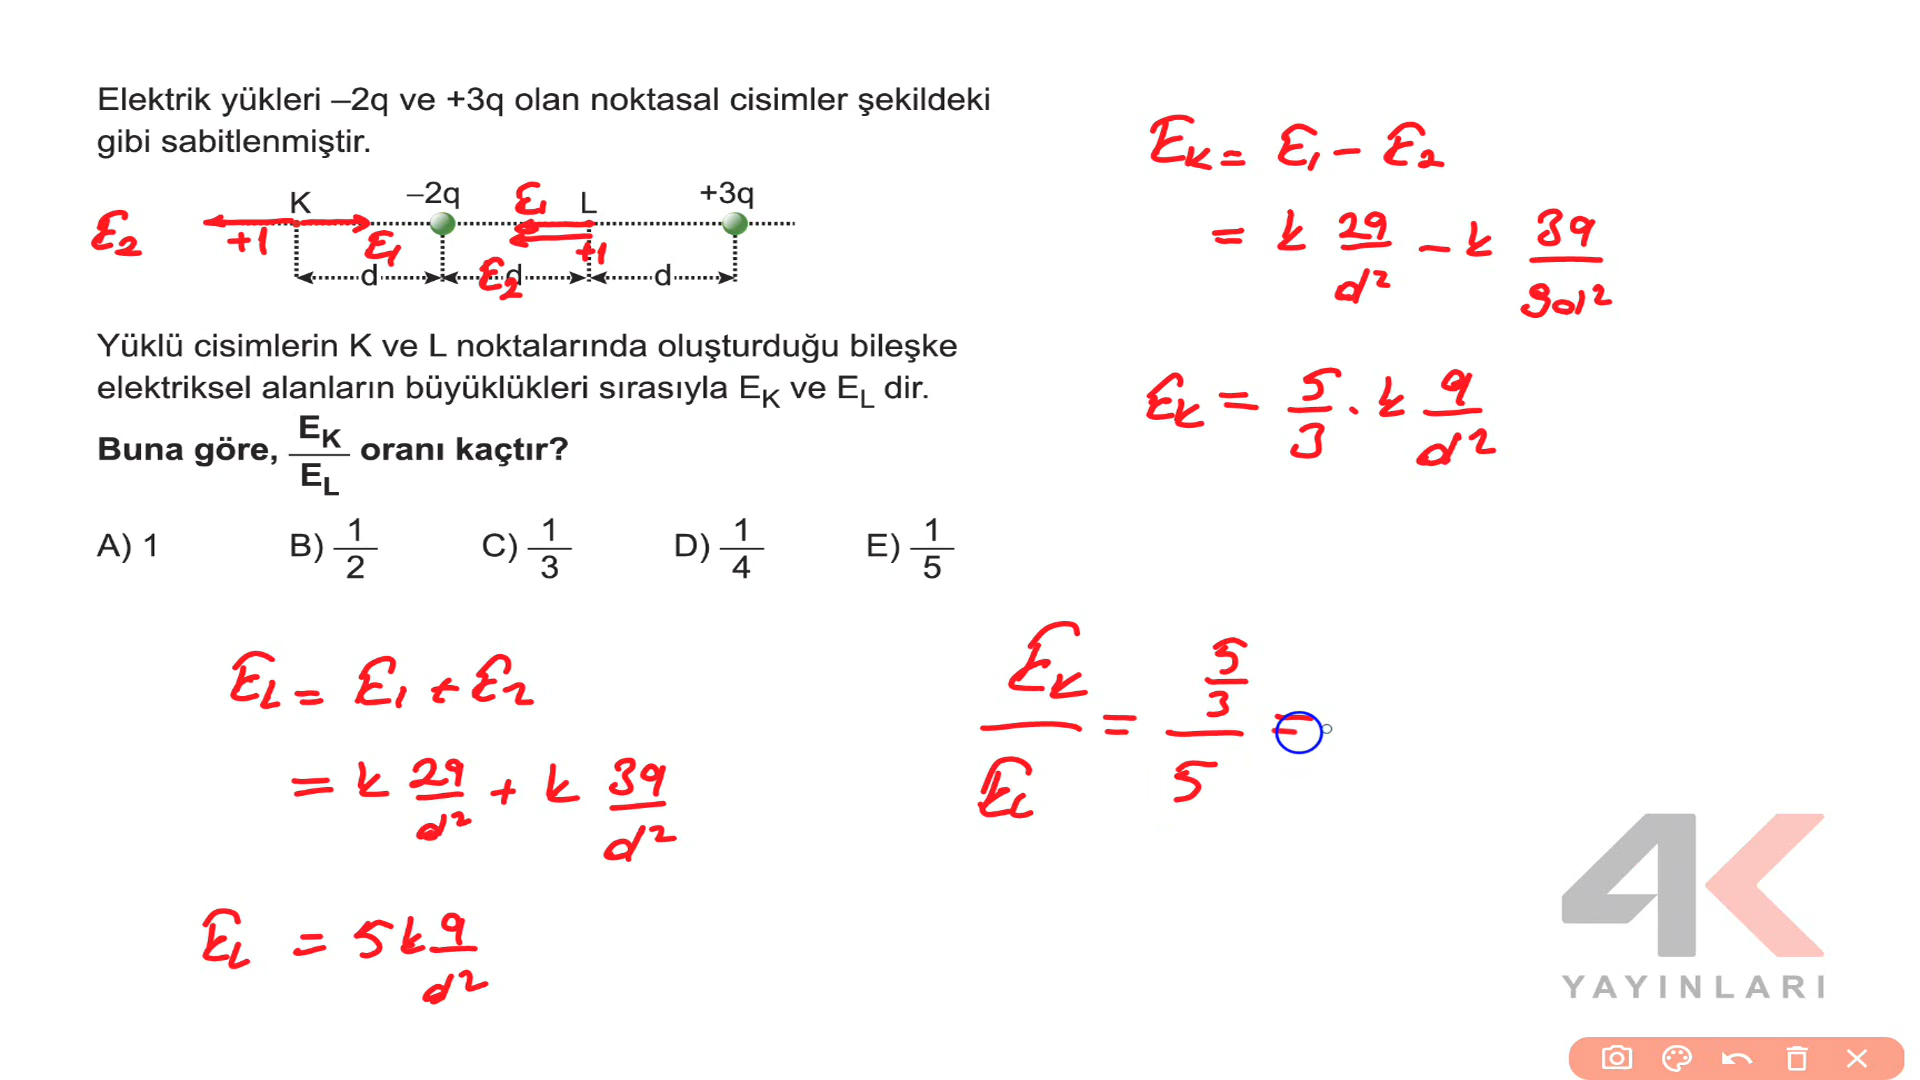 Elektrik yükleri –2q ve +3q olan noktasal cisimler şekildeki
gibi sabitlenmiştir.
K –2q E1 L +3q
E2 +1 E1 E2 +1
d d d
Yüklü cisimlerin K ve L noktalarında oluşturduğu bileşke
elektriksel alanların büyüklükleri sırasıyla EK ve EL dir.
Buna göre, EK/EL oranı kaçtır?
A) 1 B) 1/2 C) 1/3 D) 1/4 E) 1/5
EK = E1 – E2
= k 2q/d² – k 3q/9d²
EK = 5/3 . k q/d²
EL = E1 + E2
= k 2q/d² + k 3q/d²
EL = 5k q/d²
EK/EL = 5/3/5 =
4K
YAYINLARI